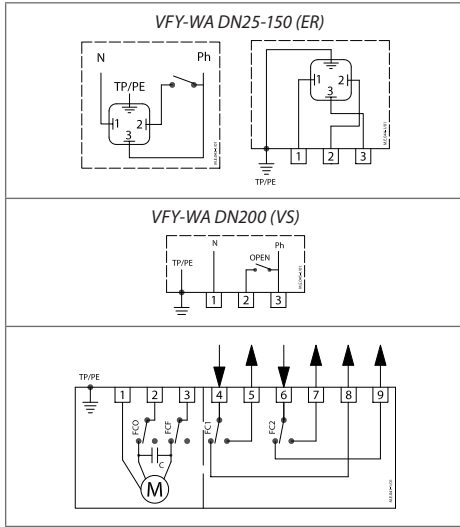 VFY-WA DN25-150 (ER)
N Ph
TP/PE
1 2
3
1 2
3
1 2 3
TP/PE
VFY-WA DN200 (VS)
N Ph
TP/PE OPEN
1 2 3
TP/PE
1 2 3 4 5 6 7 8 9
FCO FCF FC1 FC2
C
M